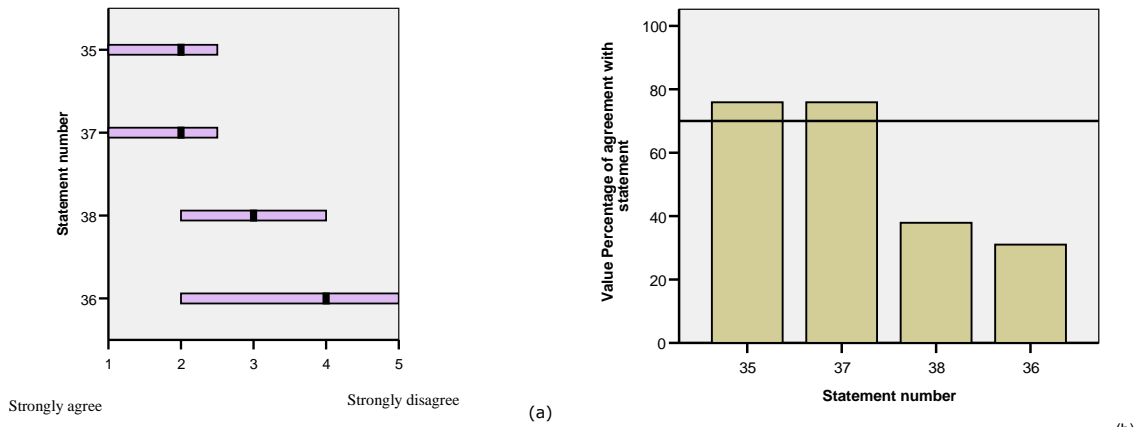 Statement number
35
37
38
36
1 2 3 4 5
Strongly agree
Strongly disagree
(a)
Value Percentage of agreement with
statement
100
80
60
40
20
0
35 37 38 36
Statement number